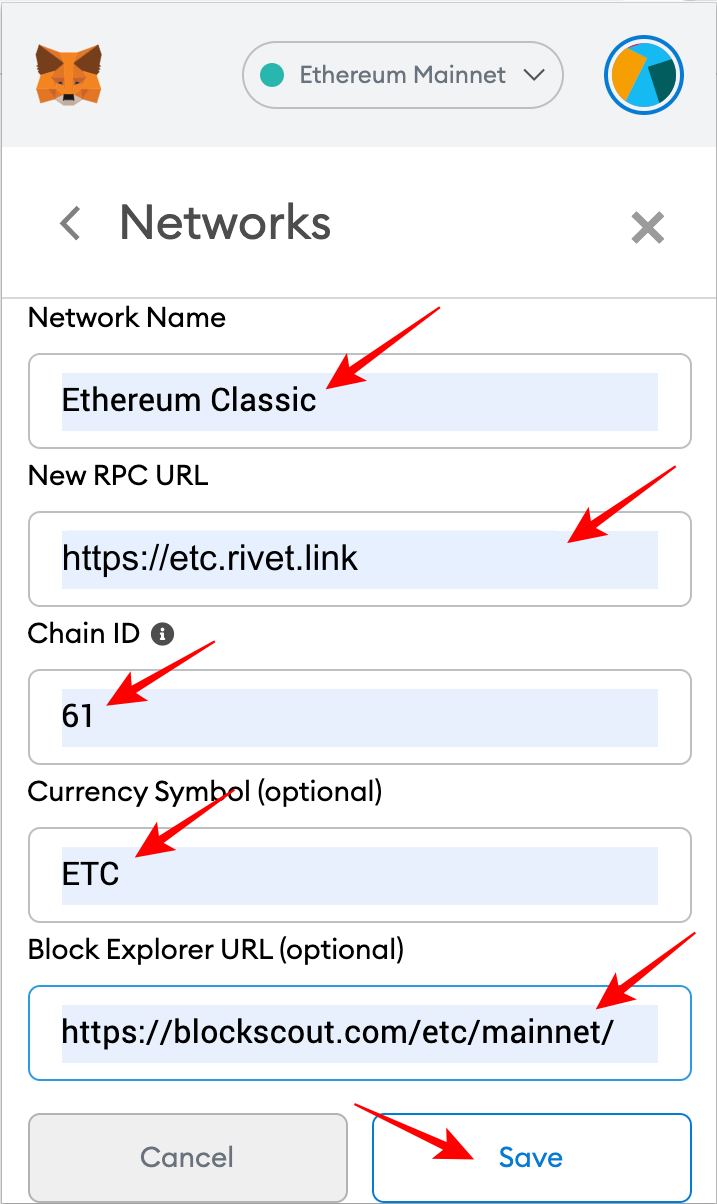 Ethereum Mainnet
Networks
Network Name
Ethereum Classic
New RPC URL
https://etc.rivet.link
Chain ID
61
Currency Symbol (optional)
ETC
Block Explorer URL (optional)
https://blockscout.com/etc/mainnet/
Cancel
Save